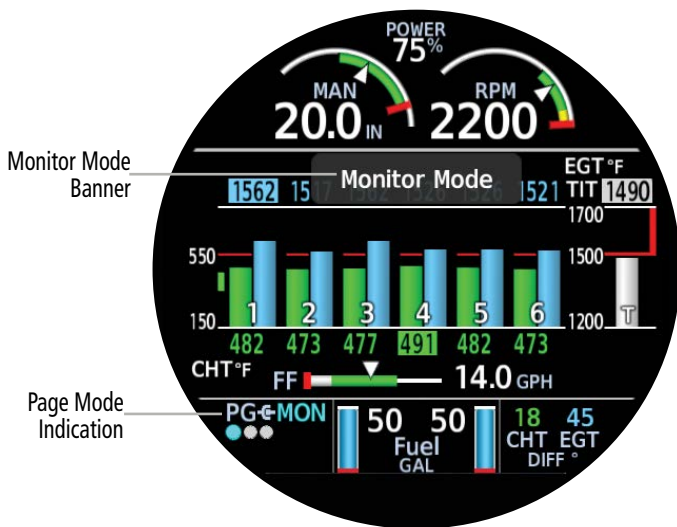 POWER
75%
MAN
20.0 IN
RPM
2200
Monitor Mode
Banner
Monitor Mode
EGT °F
1562 1521 TIT 1490
1700
550 1500
1 2 3 4 5 6 T
150 1200
482 473 477 491 482 473
CHT °F
FF 14.0 GPH
Page Mode
Indication
PG MON
50 50
Fuel
GAL
18 45
CHT EGT
DIFF °